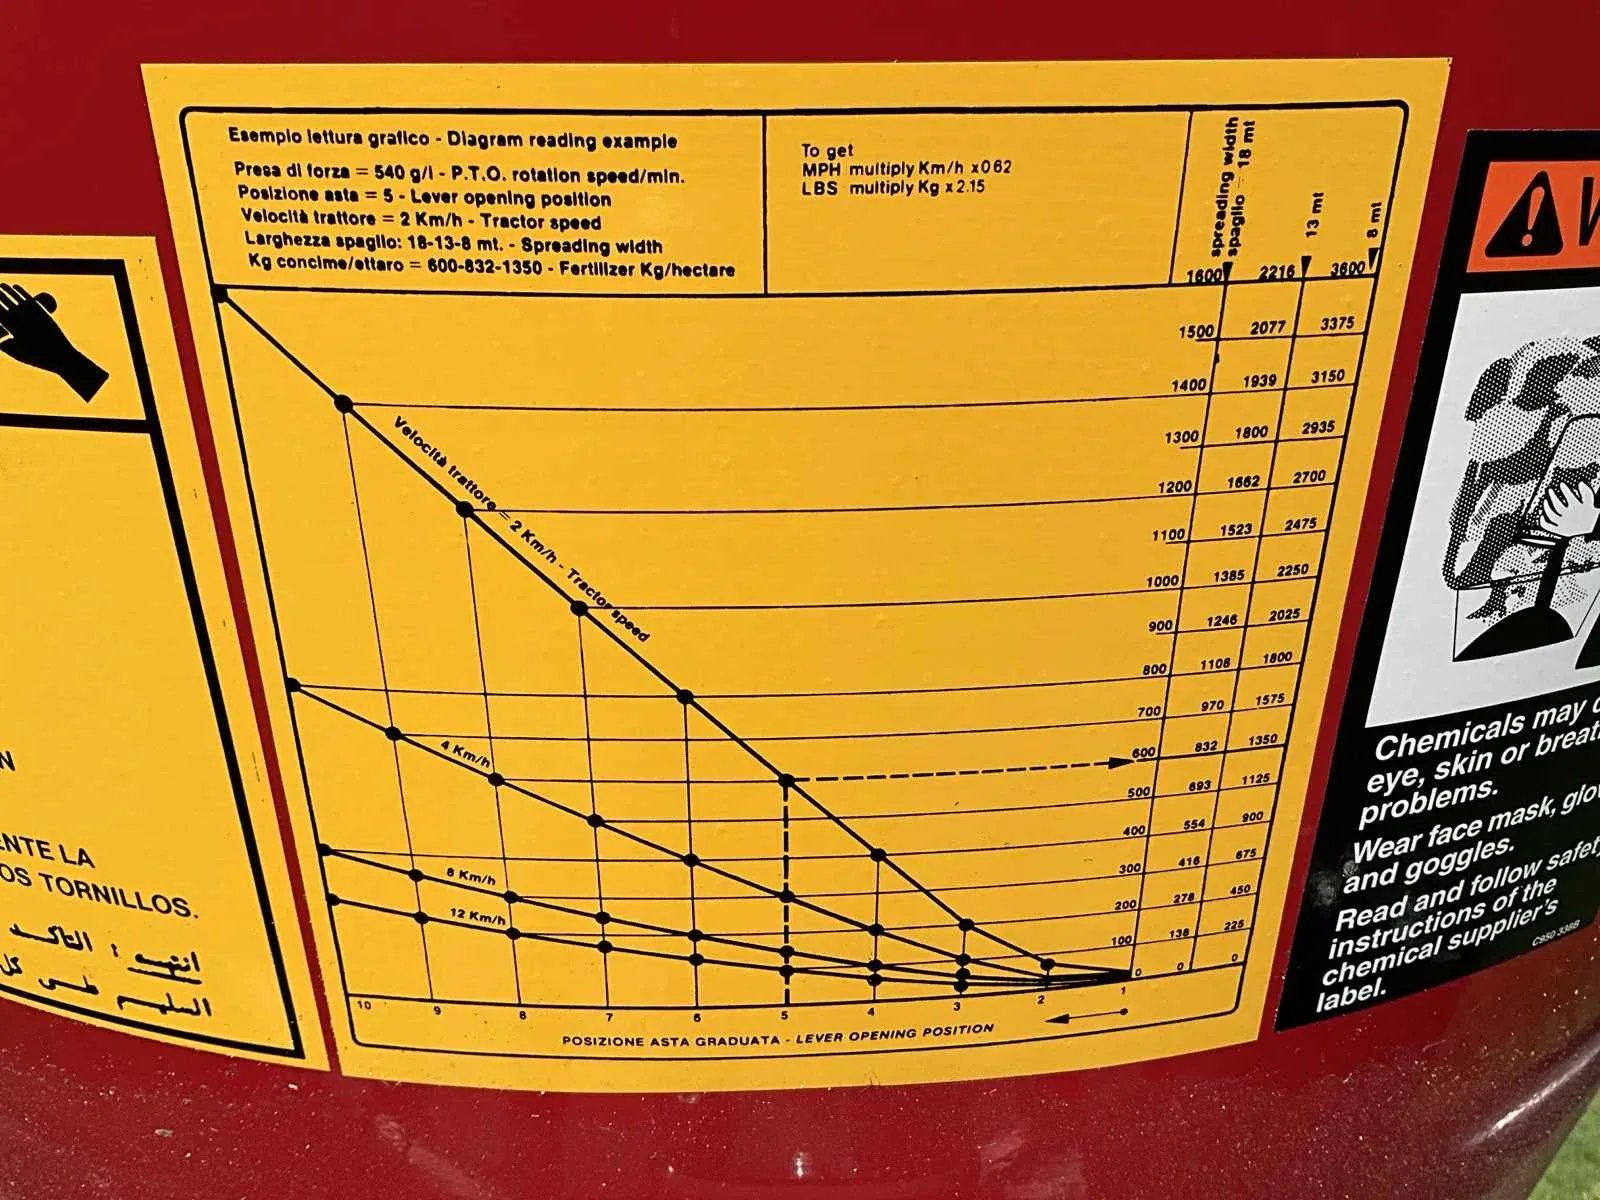 Esempio lettura grafico - Diagram reading example
Presa di forza = 540 g/l - P.T.O. rotation speed/min.
Posizione asta = 5 - Lever opening position
Velocità trattore = 2 Km/h - Tractor speed
Larghezza spaglio: 18-13-8 mt. - Spreading width
Kg concime/ettaro = 600-832-1350 - Fertilizer Kg/hectare
To get
MPH multiply Km/h x062
LBS multiply Kg x 2.15
spreading width
spaglio - 18 mt
13 mt
8 mt
1600 2216 3600
1500 2077 3375
1400 1939 3150
1300 1800 2935
1200 1662 2700
1100 1523 2475
1000 1385 2250
900 1246 2025
800 1108 1800
700 970 1575
600 832 1350
500 693 1125
400 554 900
300 416 675
200 278 450
100 138 225
0 0 0
Velocità trattore = 2 Km/h - Tractor speed
4 Km/h
8 Km/h
12 Km/h
10 9 8 7 6 5 4 3 2 1
POSIZIONE ASTA GRADUATA - LEVER OPENING POSITION
N
ENTE LA
OS TORNILLOS.
انتبه : التاكد
السليم طس كل
W
Chemicals may
eye, skin or breat
problems.
Wear face mask, glo
and goggles.
Read and follow safety
instructions of the
chemical supplier's
label.